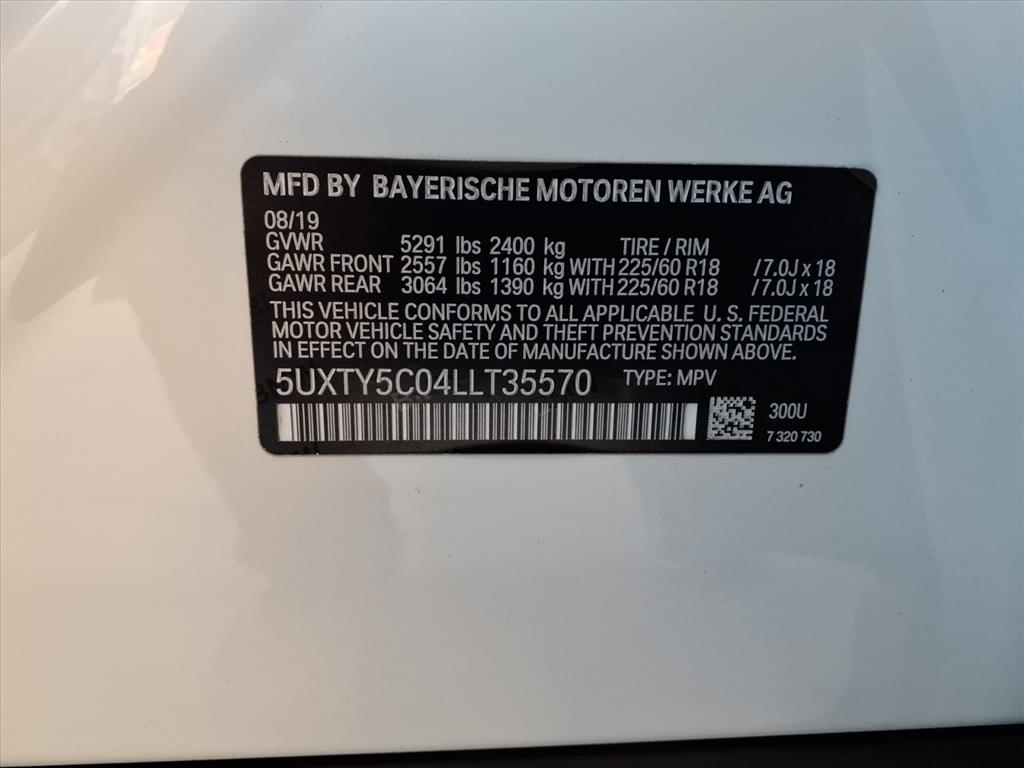 MFD BY BAYERISCHE MOTOREN WERKE AG
08/19
GVWR 5291 lbs 2400 kg TIRE / RIM
GAWR FRONT 2557 lbs 1160 kg WITH 225/60 R18 / 7.0J x 18
GAWR REAR 3064 lbs 1390 kg WITH 225/60 R18 / 7.0J x 18
THIS VEHICLE CONFORMS TO ALL APPLICABLE U. S. FEDERAL
MOTOR VEHICLE SAFETY AND THEFT PREVENTION STANDARDS
IN EFFECT ON THE DATE OF MANUFACTURE SHOWN ABOVE.
5UXTY5C04LLT35570 TYPE: MPV
300U
7 320 730